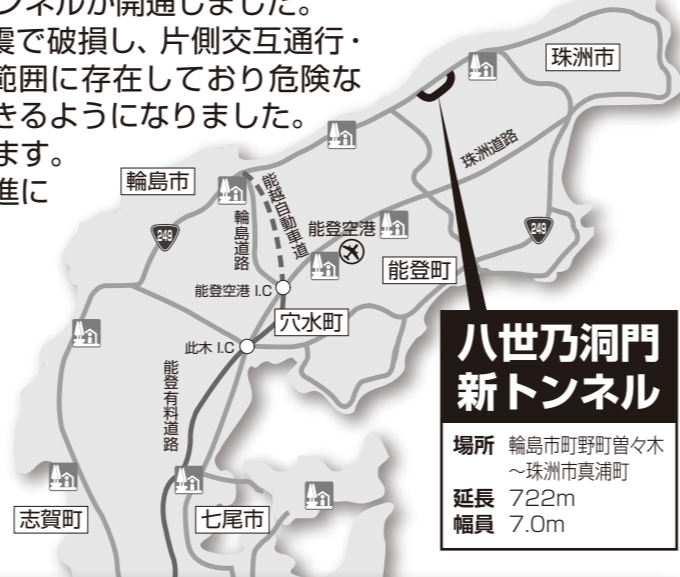 ンネルが開通しました。
震で破損し、片側交互通行・
範囲に存在しており危険な
きるようになりました。
ます。
進に
珠洲市
珠洲道路
輪島市
能越自動車道
輪島道路
能登空港
249
249
能登町
能登空港 I.C
穴水町
此木 I.C
能登有料道路
志賀町
七尾市
八世乃洞門
新トンネル
場所 輪島市町野町曽々木
～珠洲市真浦町
延長 722m
幅員 7.0m